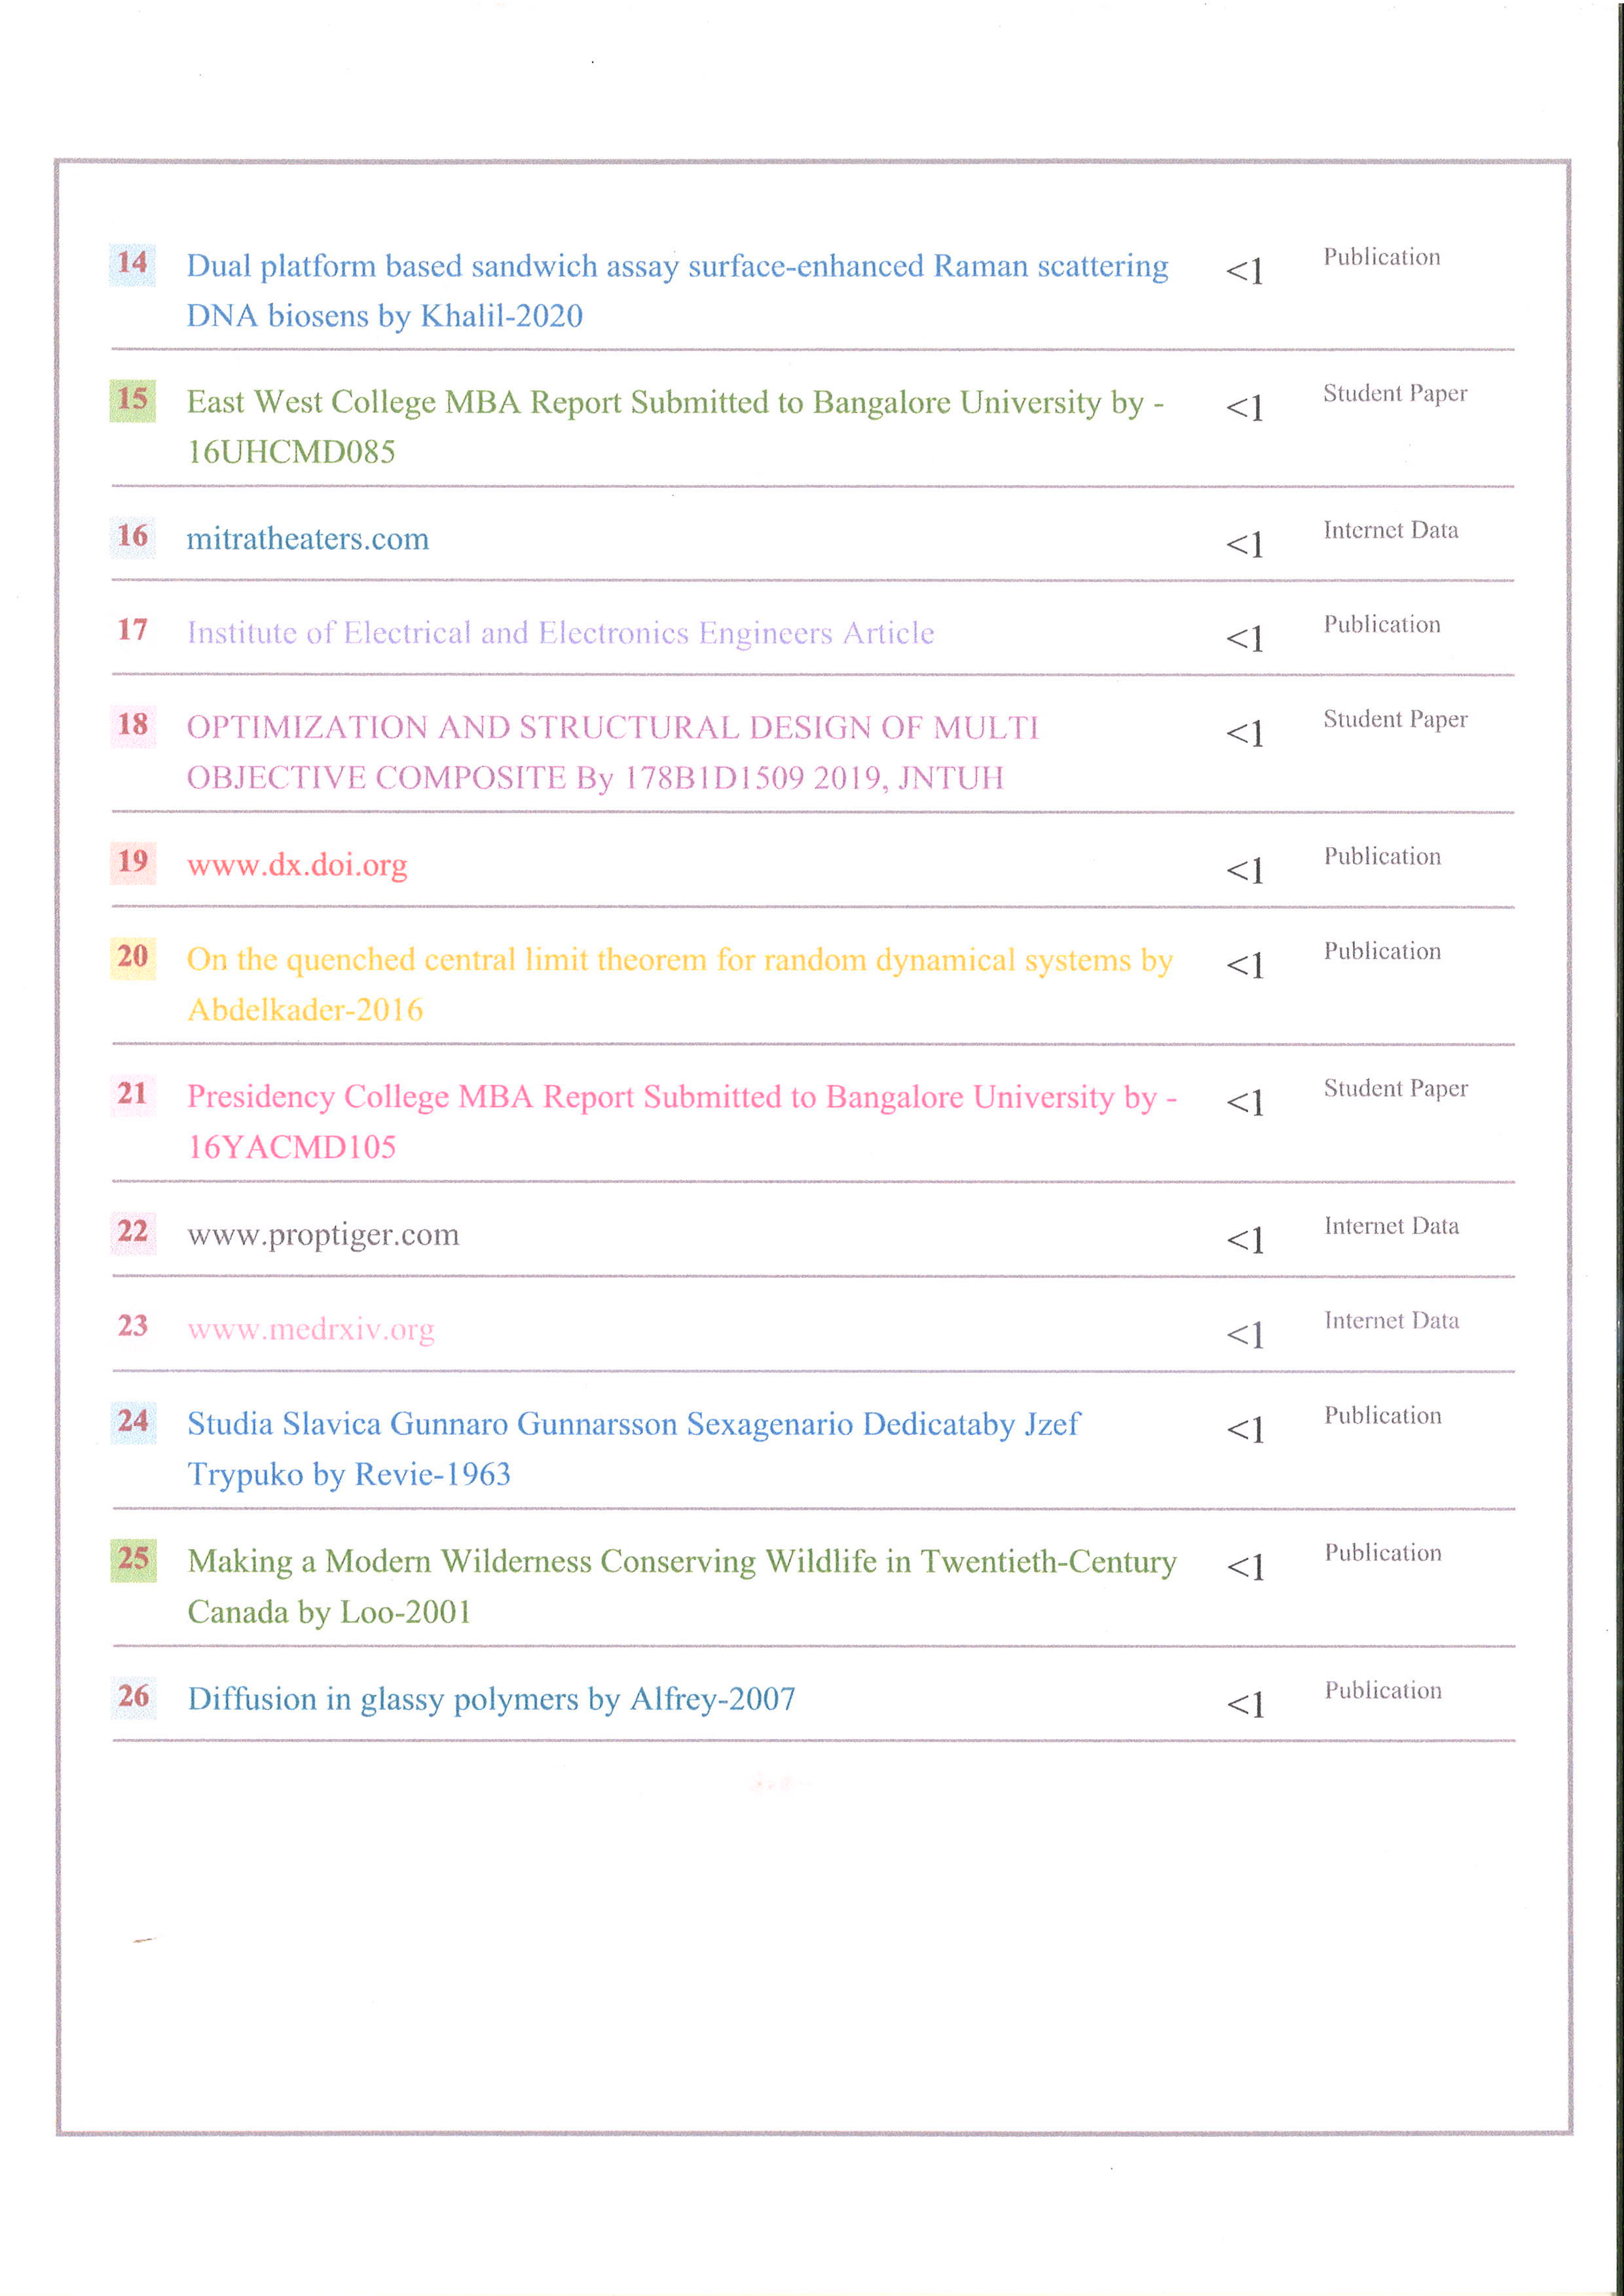 14 Dual platform based sandwich assay surface-enhanced Raman scattering <1 Publication
DNA biosens by Khalil-2020
15 East West College MBA Report Submitted to Bangalore University by - <1 Student Paper
16UHCMD085
16 mitratheaters.com <1 Internet Data
17 Institute of Electrical and Electronics Engineers Article <1 Publication
18 OPTIMIZATION AND STRUCTURAL DESIGN OF MULTI <1 Student Paper
OBJECTIVE COMPOSITE By 178B1D1509 2019, JNTUH
19 www.dx.doi.org <1 Publication
20 On the quenched central limit theorem for random dynamical systems by <1 Publication
Abdelkader-2016
21 Presidency College MBA Report Submitted to Bangalore University by - <1 Student Paper
16YACMD105
22 www.proptiger.com <1 Internet Data
23 www.medrxiv.org <1 Internet Data
24 Studia Slavica Gunnaro Gunnarsson Sexagenario Dedicataby Jzef <1 Publication
Trypuko by Revie-1963
25 Making a Modern Wilderness Conserving Wildlife in Twentieth-Century <1 Publication
Canada by Loo-2001
26 Diffusion in glassy polymers by Alfrey-2007 <1 Publication